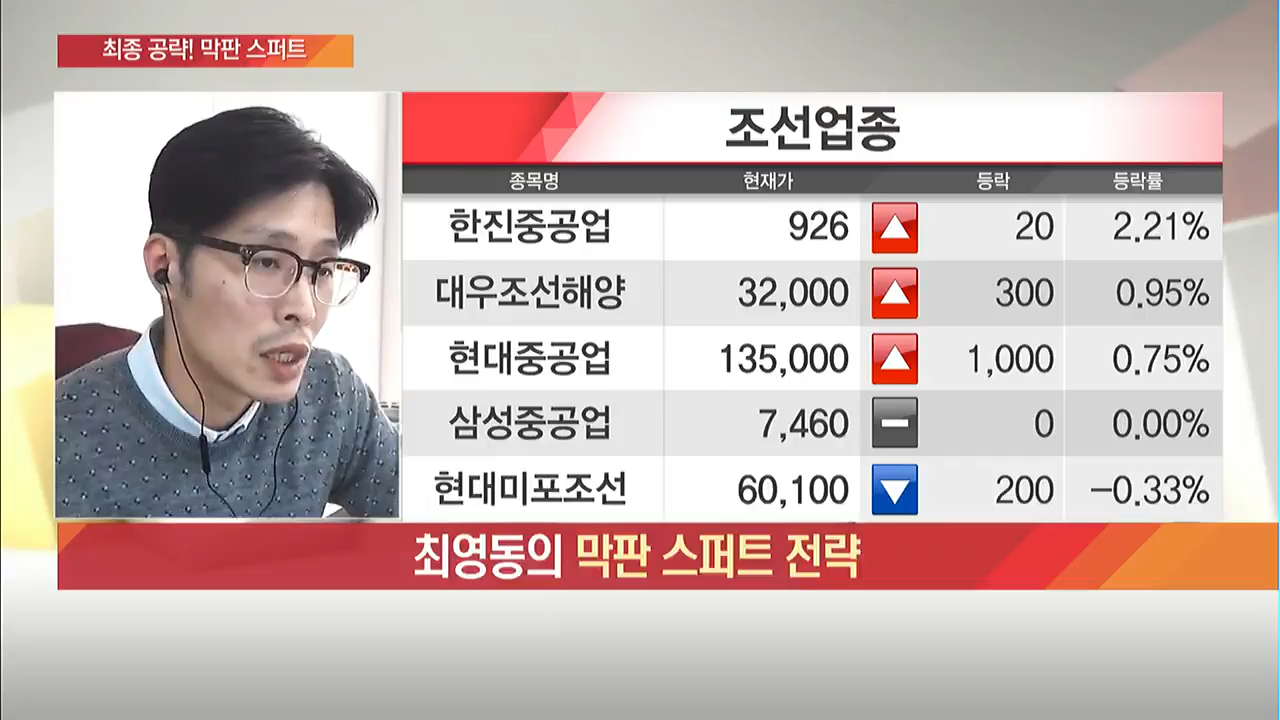 최종 공략! 막판 스퍼트
조선업종
종목명 현재가 등락 등락률
한진중공업 926 ▲ 20 2.21%
대우조선해양 32,000 ▲ 300 0.95%
현대중공업 135,000 ▲ 1,000 0.75%
삼성중공업 7,460 - 0 0.00%
현대미포조선 60,100 ▼ 200 -0.33%
최영동의 막판 스퍼트 전략